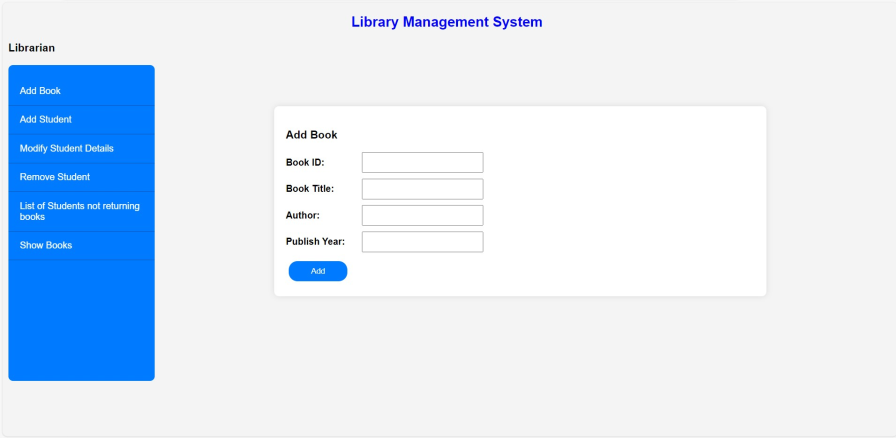 Library Management System
Librarian
Add Book
Add Student
Modify Student Details
Remove Student
List of Students not returning
books
Show Books
Add Book
Book ID:
Book Title:
Author:
Publish Year:
Add